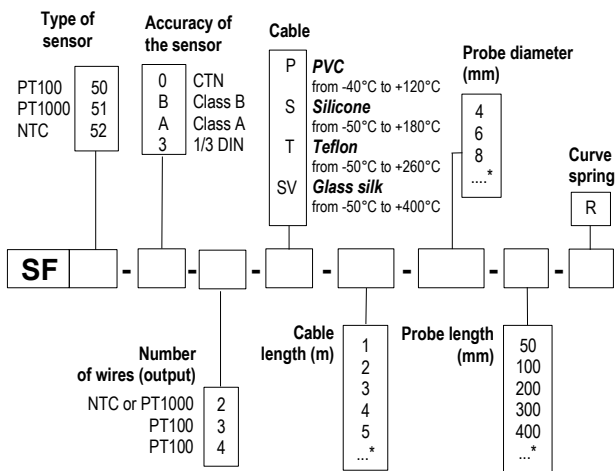 Type of
sensor
PT100 50
PT1000 51
NTC 52
Accuracy of
the sensor
0 CTN
B Class B
A Class A
3 1/3 DIN
Cable
P PVC
from -40°C to +120°C
S Silicone
from -50°C to +180°C
T Teflon
from -50°C to +260°C
SV Glass silk
from -50°C to +400°C
Probe diameter
(mm)
4
6
8
....*
Curve
spring
R
SF - - - - - - -
Number
of wires (output)
NTC or PT1000 2
PT100 3
PT100 4
Cable
length (m)
1
2
3
4
5
...*
Probe length
(mm)
50
100
200
300
400
...*